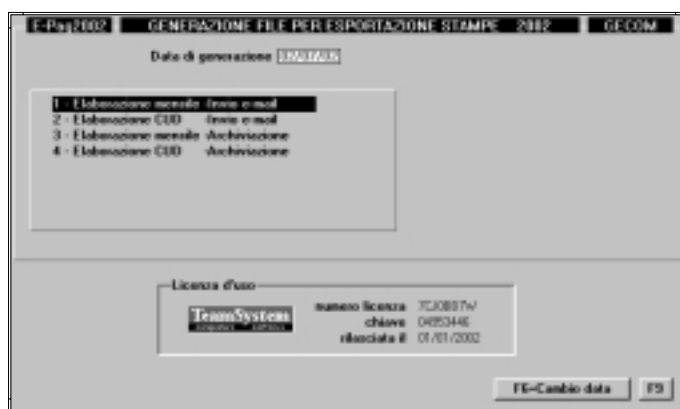 E-Pag2002 GENERAZIONE FILE PER ESPORTAZIONE STAMPE 2002 GECOM
Data di generazione
1 - Elaborazione mensile -Invio e-mail
2 - Elaborazione CUD -Invio e-mail
3 - Elaborazione mensile -Archiviazione
4 - Elaborazione CUD -Archiviazione
Licenza d'uso
TeamSystem
numero licenza
chiave 04953446
rilasciata il 01/01/2002
F6=Cambio data F9